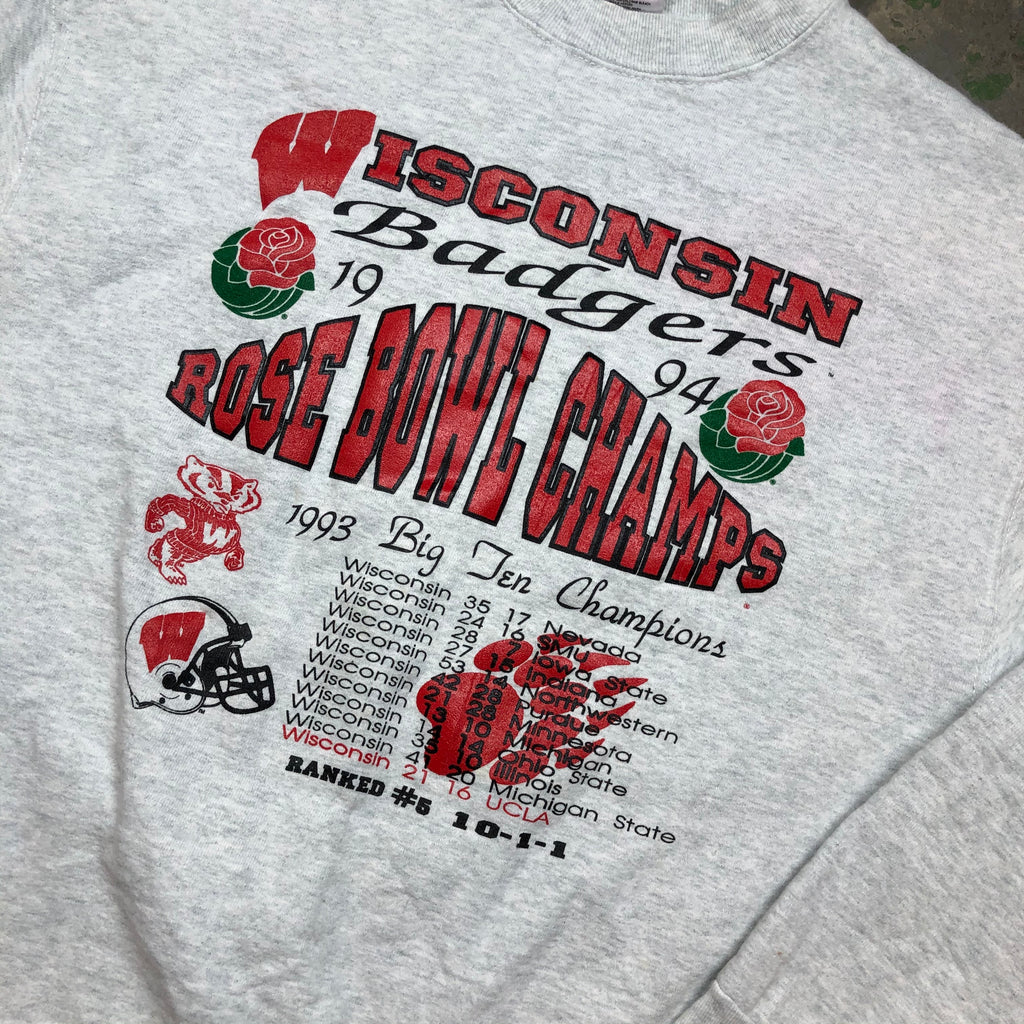 WISCONSIN
Badgers
19 94
ROSE BOWL CHAMPS
1993 Big Ten Champions
Wisconsin 35 17 Nevada
Wisconsin 24 16 SMU
Wisconsin 28 7 Iowa State
Wisconsin 27 15 Indiana
Wisconsin 53 14 Northwestern
Wisconsin 42 28 Purdue
Wisconsin 21 28 Minnesota
Wisconsin 13 10 Michigan
Wisconsin 14 14 Ohio State
Wisconsin 35 10 Illinois
Wisconsin 41 20 Michigan State
Wisconsin 21 16 UCLA
RANKED #5 10-1-1
W
W